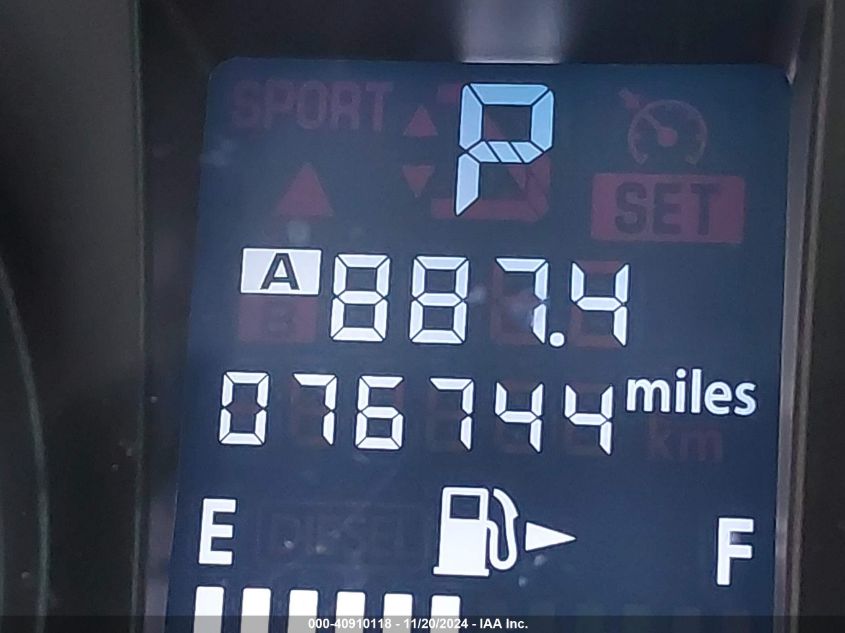 SPORT P
SET
A 887.4
076744 miles
km
E DIESEL F
000-40910118 - 11/20/2024 - IAA Inc.